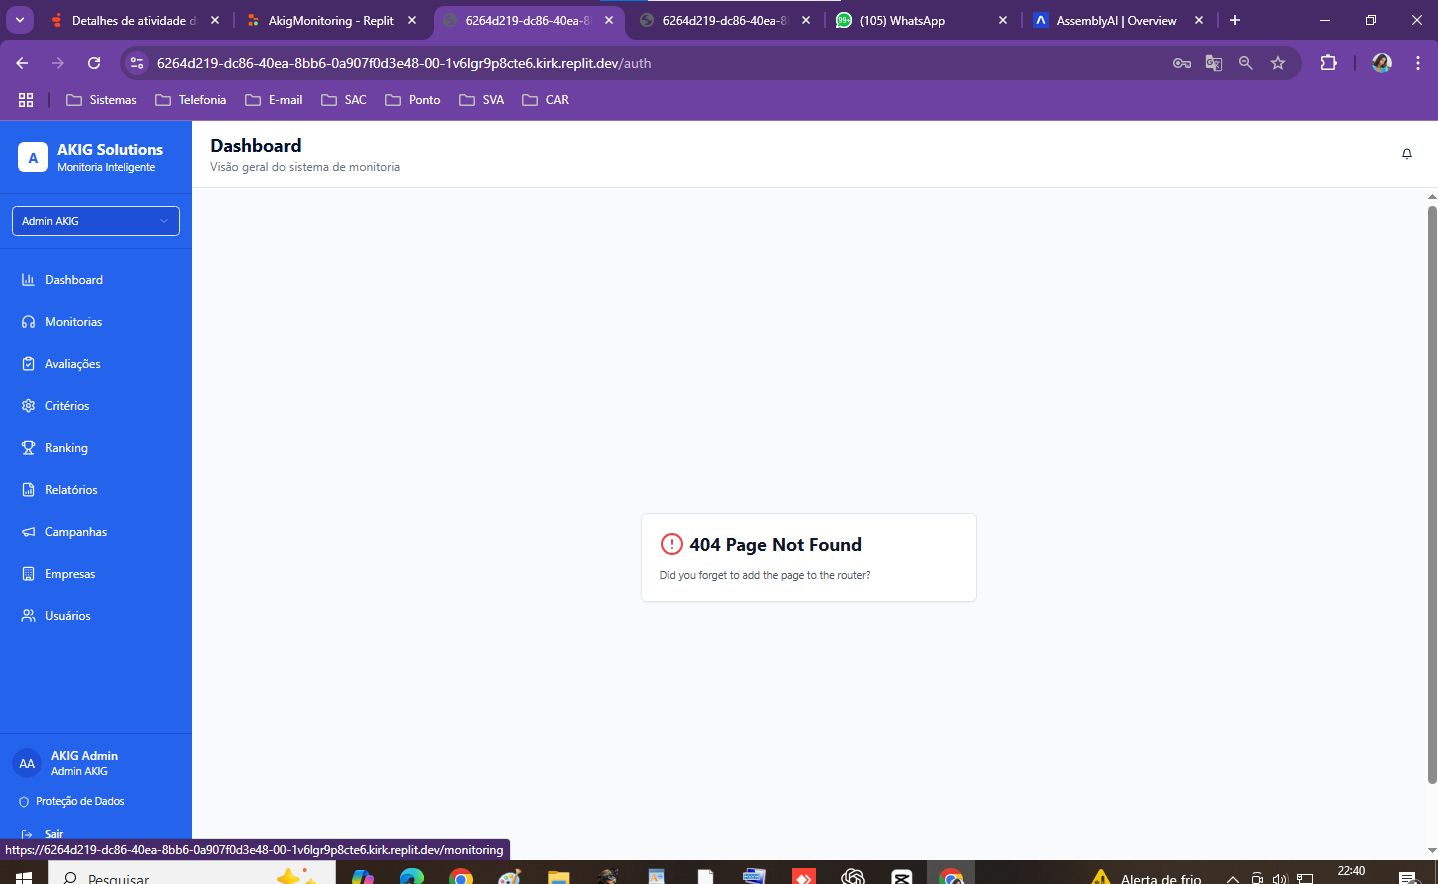 Detalhes de atividade d
AkigMonitoring - Replit
6264d219-dc86-40ea-8
6264d219-dc86-40ea-8
99+
(105) WhatsApp
AssemblyAI | Overview
6264d219-dc86-40ea-8bb6-0a907f0d3e48-00-1v6lgr9p8cte6.kirk.replit.dev/auth
Sistemas
Telefonia
E-mail
SAC
Ponto
SVA
CAR
A
AKIG Solutions
Monitoria Inteligente
Dashboard
Visão geral do sistema de monitoria
Admin AKIG
Dashboard
Monitorias
Avaliações
Critérios
Ranking
Relatórios
Campanhas
Empresas
Usuários
404 Page Not Found
Did you forget to add the page to the router?
AA
AKIG Admin
Admin AKIG
Proteção de Dados
Sair
https://6264d219-dc86-40ea-8bb6-0a907f0d3e48-00-1v6lgr9p8cte6.kirk.replit.dev/monitoring
Pesquisar
Alerta de frio
22:40